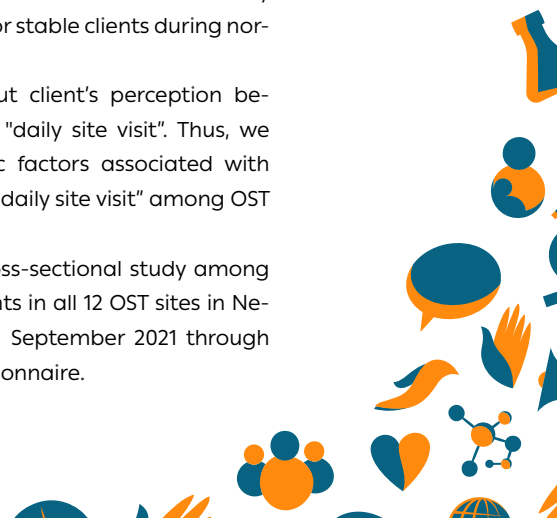 or stable clients during nor-
ut client's perception be-
"daily site visit". Thus, we
c factors associated with
daily site visit" among OST
oss-sectional study among
nts in all 12 OST sites in Ne-
September 2021 through
onnaire.